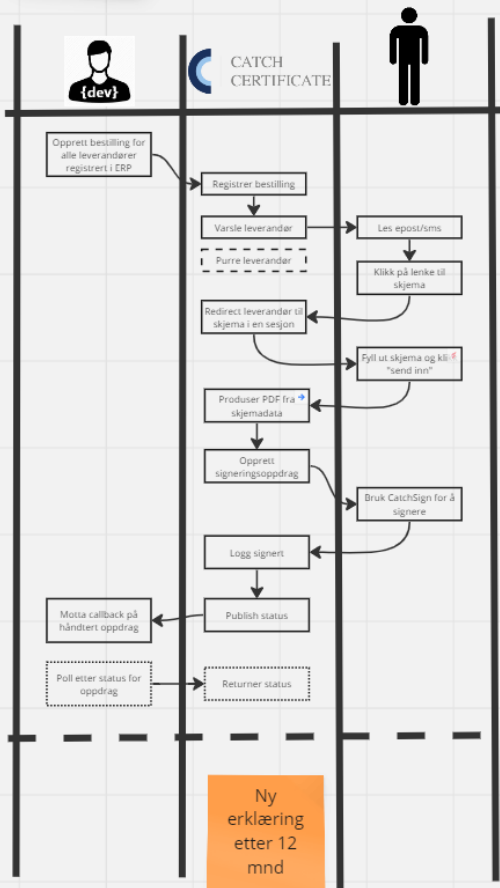 {dev}
CATCH
CERTIFICATE
Opprett bestilling for
alle leverandører
registrert i ERP
Registrer bestilling
Varsle leverandør
Les epost/sms
Purre leverandør
Klikk på lenke til
skjema
Redirect leverandør til
skjema i en sesjon
Fyll ut skjema og kli
"send inn"
Produser PDF fra
skjemadata
Opprett
signeringsoppdrag
Bruk CatchSign for å
signere
Logg signert
Motta callback på
håndtert oppdrag
Publish status
Poll etter status for
oppdrag
Returner status
Ny
erklæring
etter 12
mnd